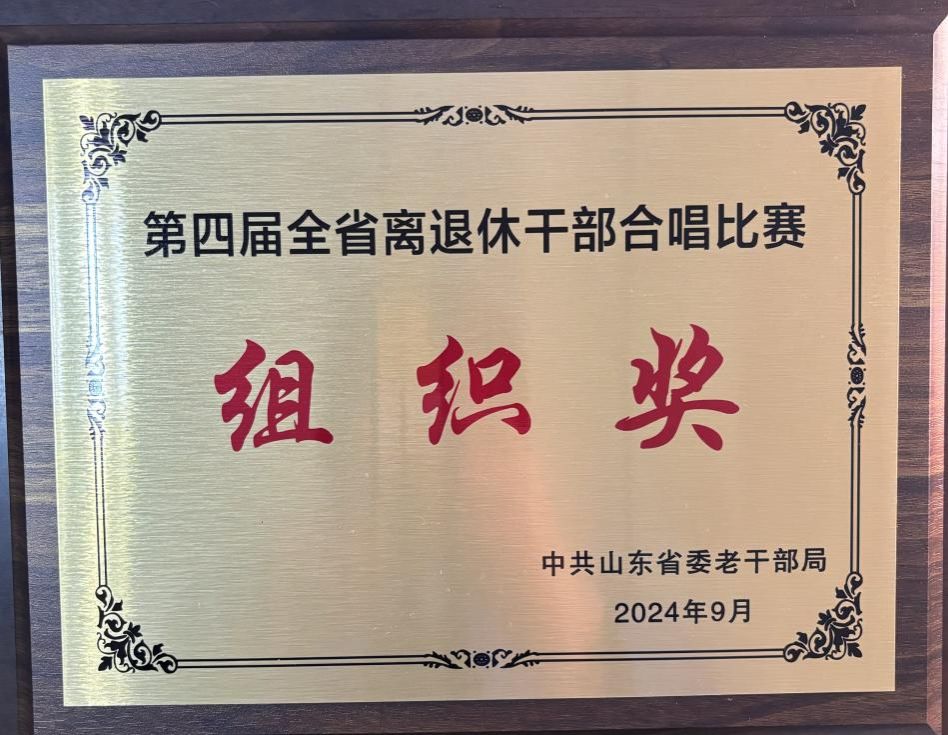 第四届全省离退休干部合唱比赛
组织奖
中共山东省委老干部局
2024年9月